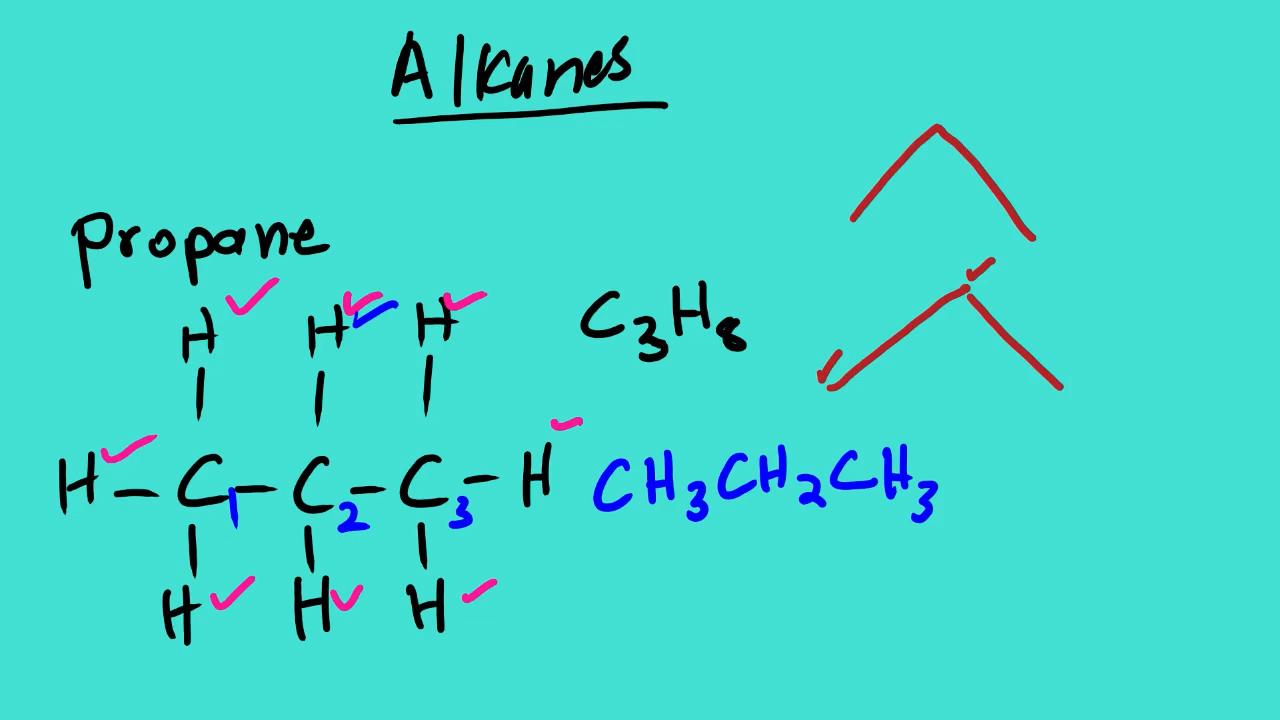 Alkanes
Propane
H H H
C3H8
H - C1 - C2 - C3 - H
CH3CH2CH3
H H H